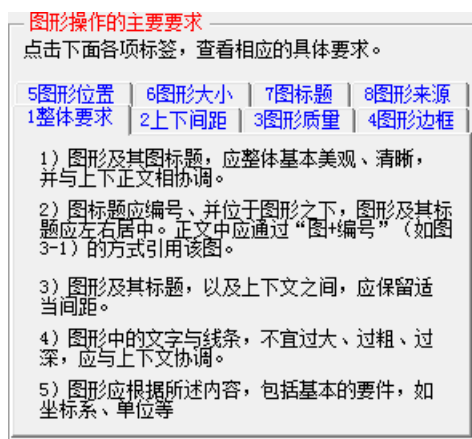 图形操作的主要要求
点击下面各项标签，查看相应的具体要求。
5图形位置 6图形大小 7图标题 8图形来源
1整体要求 2上下间距 3图形质量 4图形边框
1）图形及其图标题，应整体基本美观、清晰，
并与上下正文相协调。
2）图标题应编号、并位于图形之下，图形及其标
题应左右居中。正文中应通过“图+编号”（如图
3-1）的方式引用该图。
3）图形及其标题，以及上下文之间，应保留适
当间距。
4）图形中的文字与线条，不宜过大、过粗、过
深，应与上下文协调。
5）图形应根据所述内容，包括基本的要件，如
坐标系、单位等